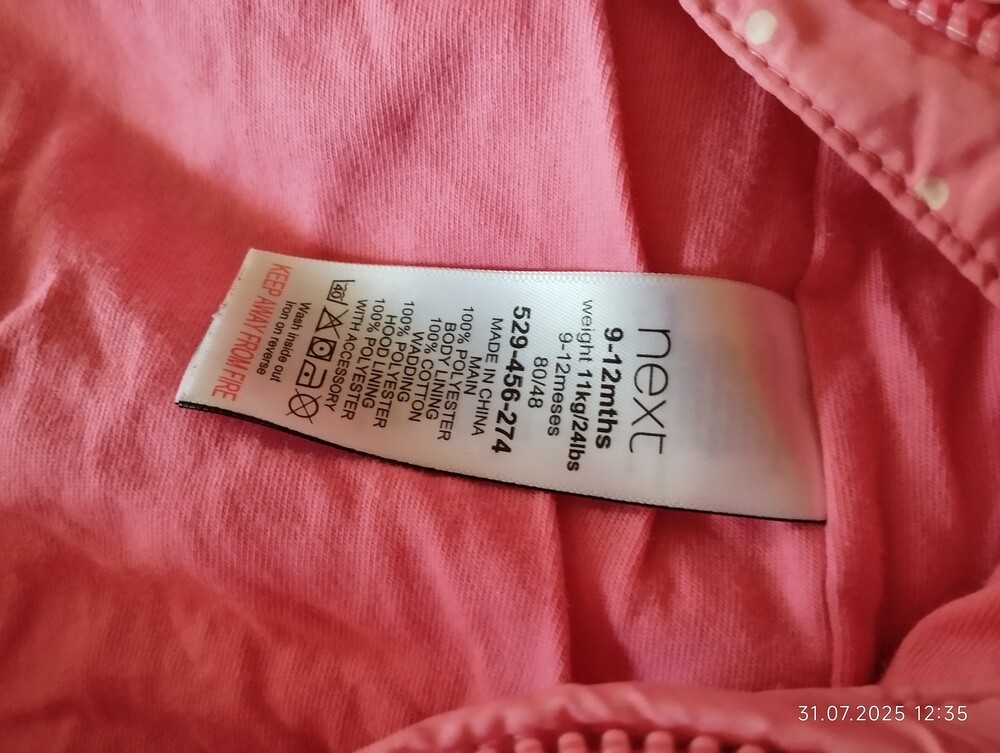 next
9-12mths
weight 11kg/24lbs
9-12meses
80/48
529-456-274
MADE IN CHINA
MAIN
100% POLYESTER
BODY LINING
100% COTTON
WADDING
100% POLYESTER
HOOD LINING
100% POLYESTER
WITH ACCESSORY
40
Wash inside out
Iron on reverse
KEEP AWAY FROM FIRE
31.07.2025 12:35